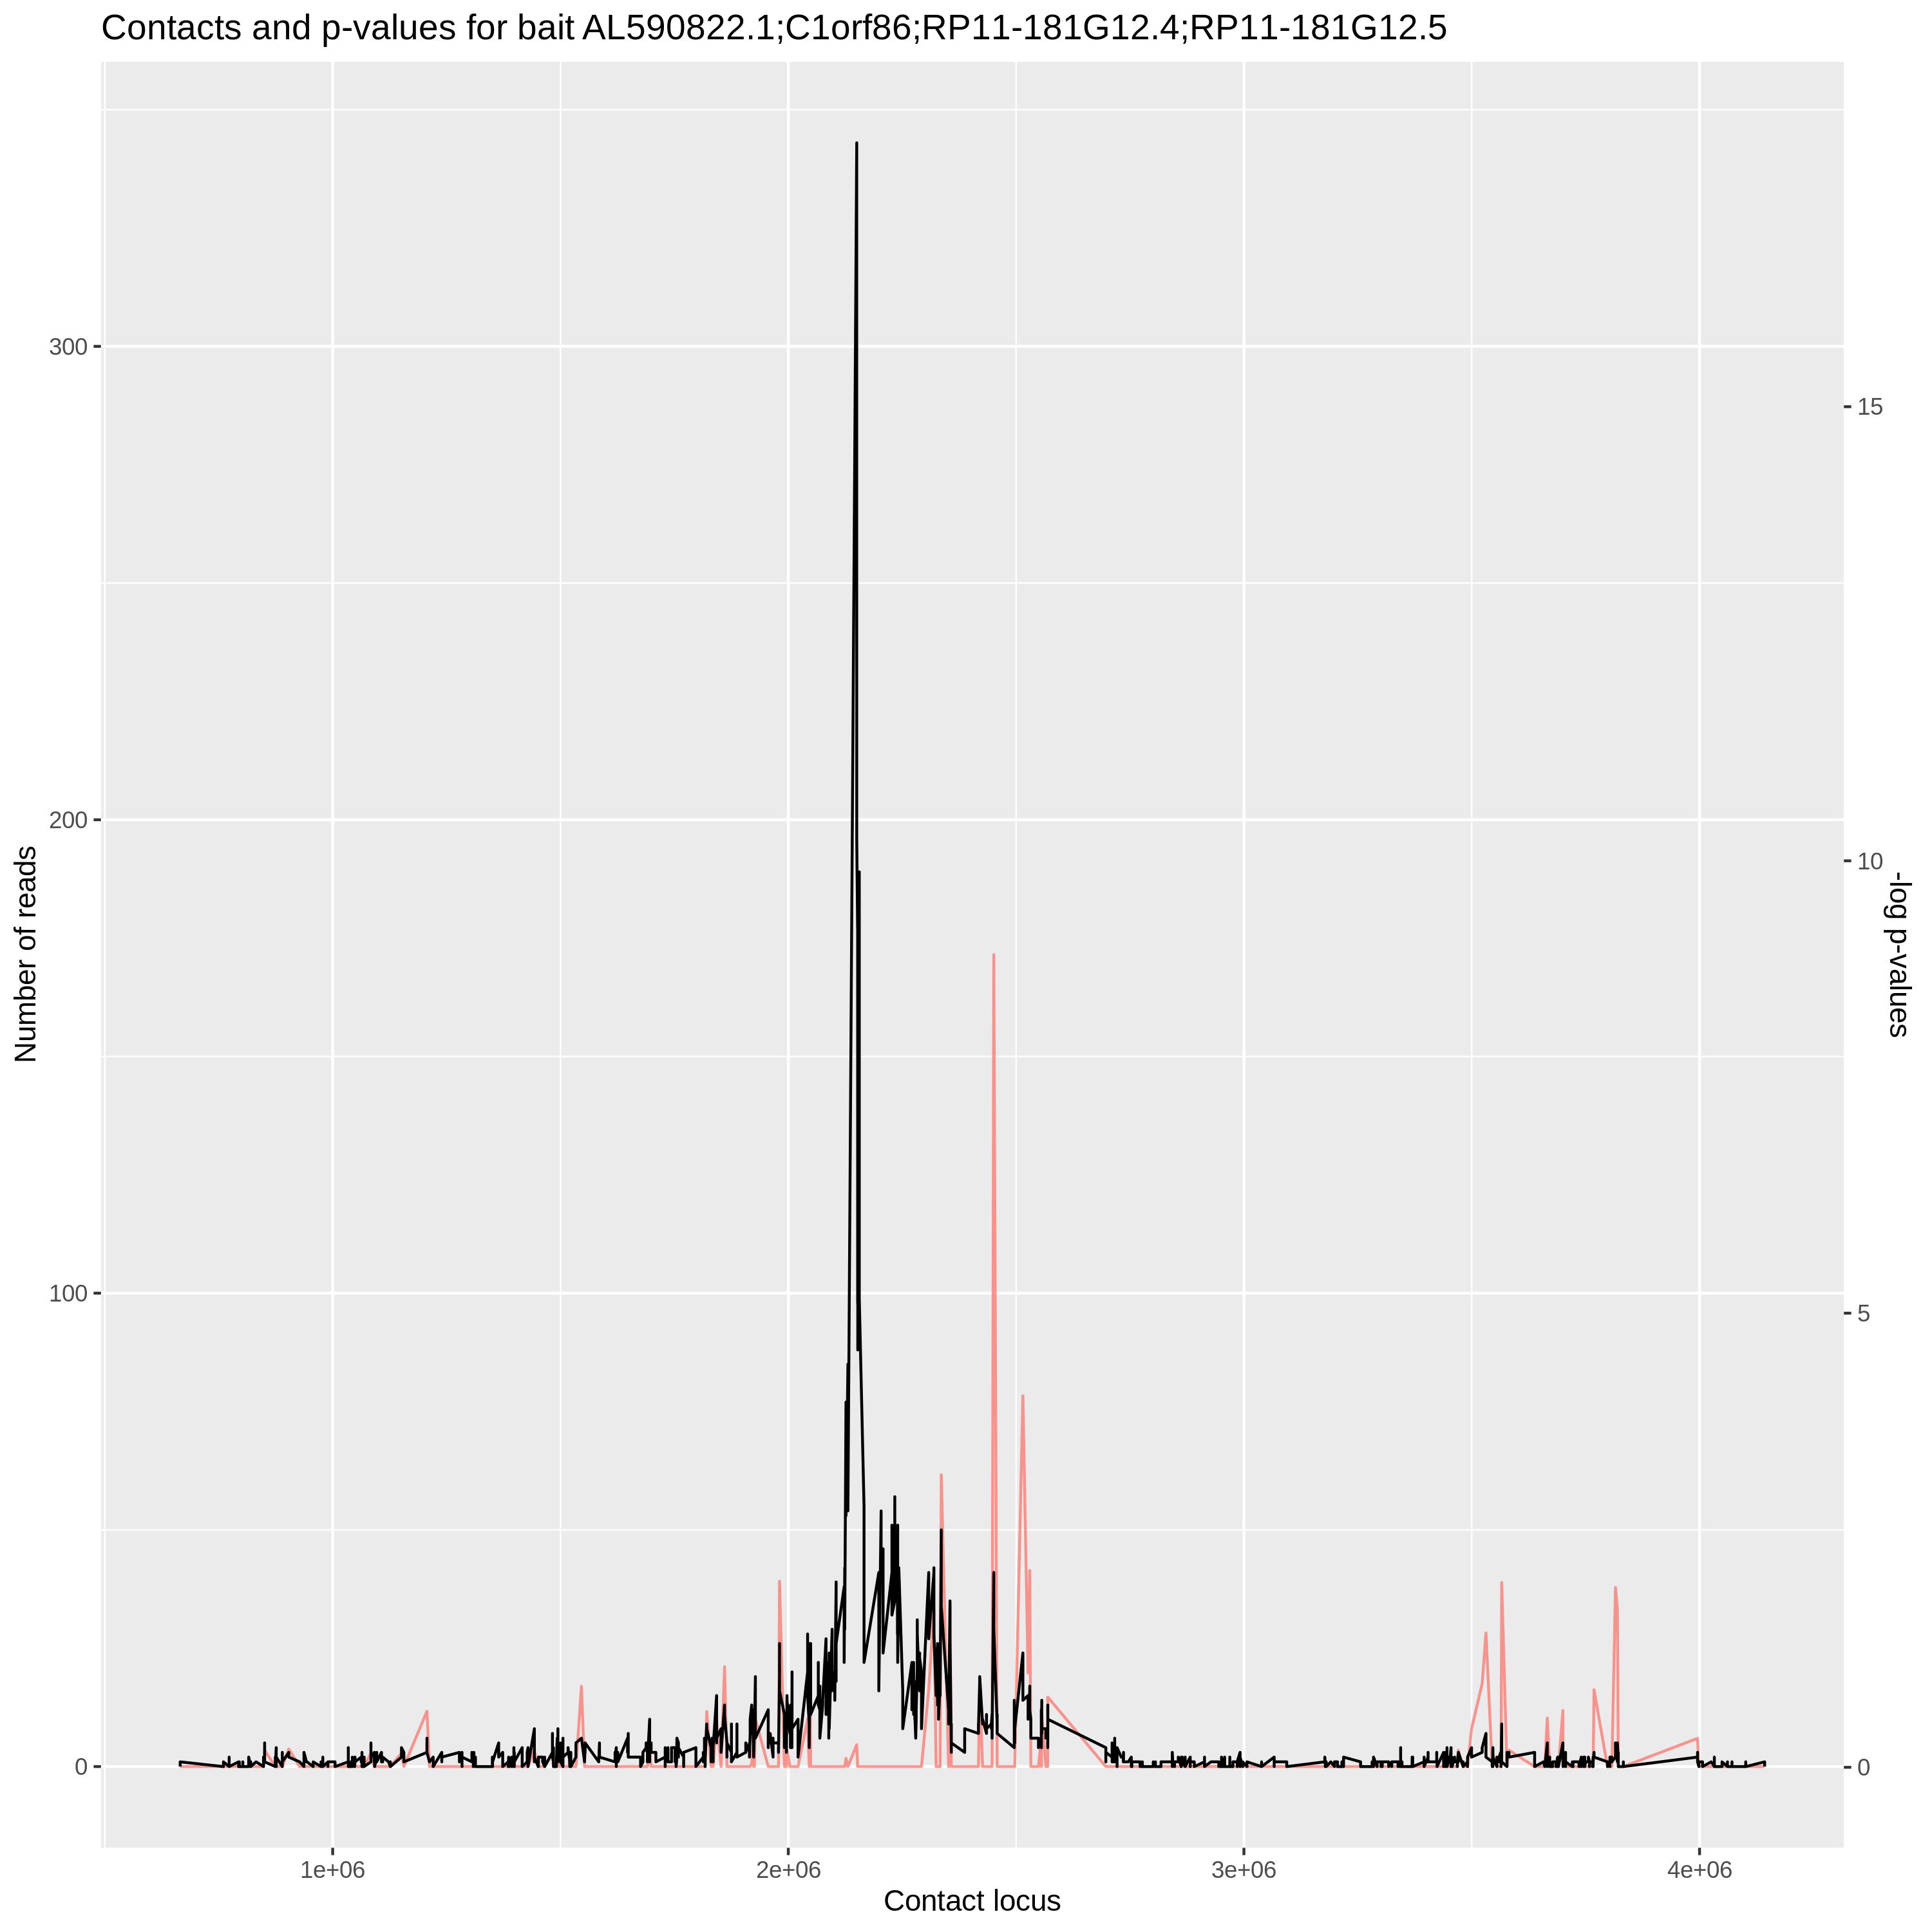 Contacts and p-values for bait AL590822.1;C1orf86;RP11-181G12.4;RP11-181G12.5
Number of reads
300
200
100
0
15
10
5
0
-log p-values
1e+06
2e+06
3e+06
4e+06
Contact locus